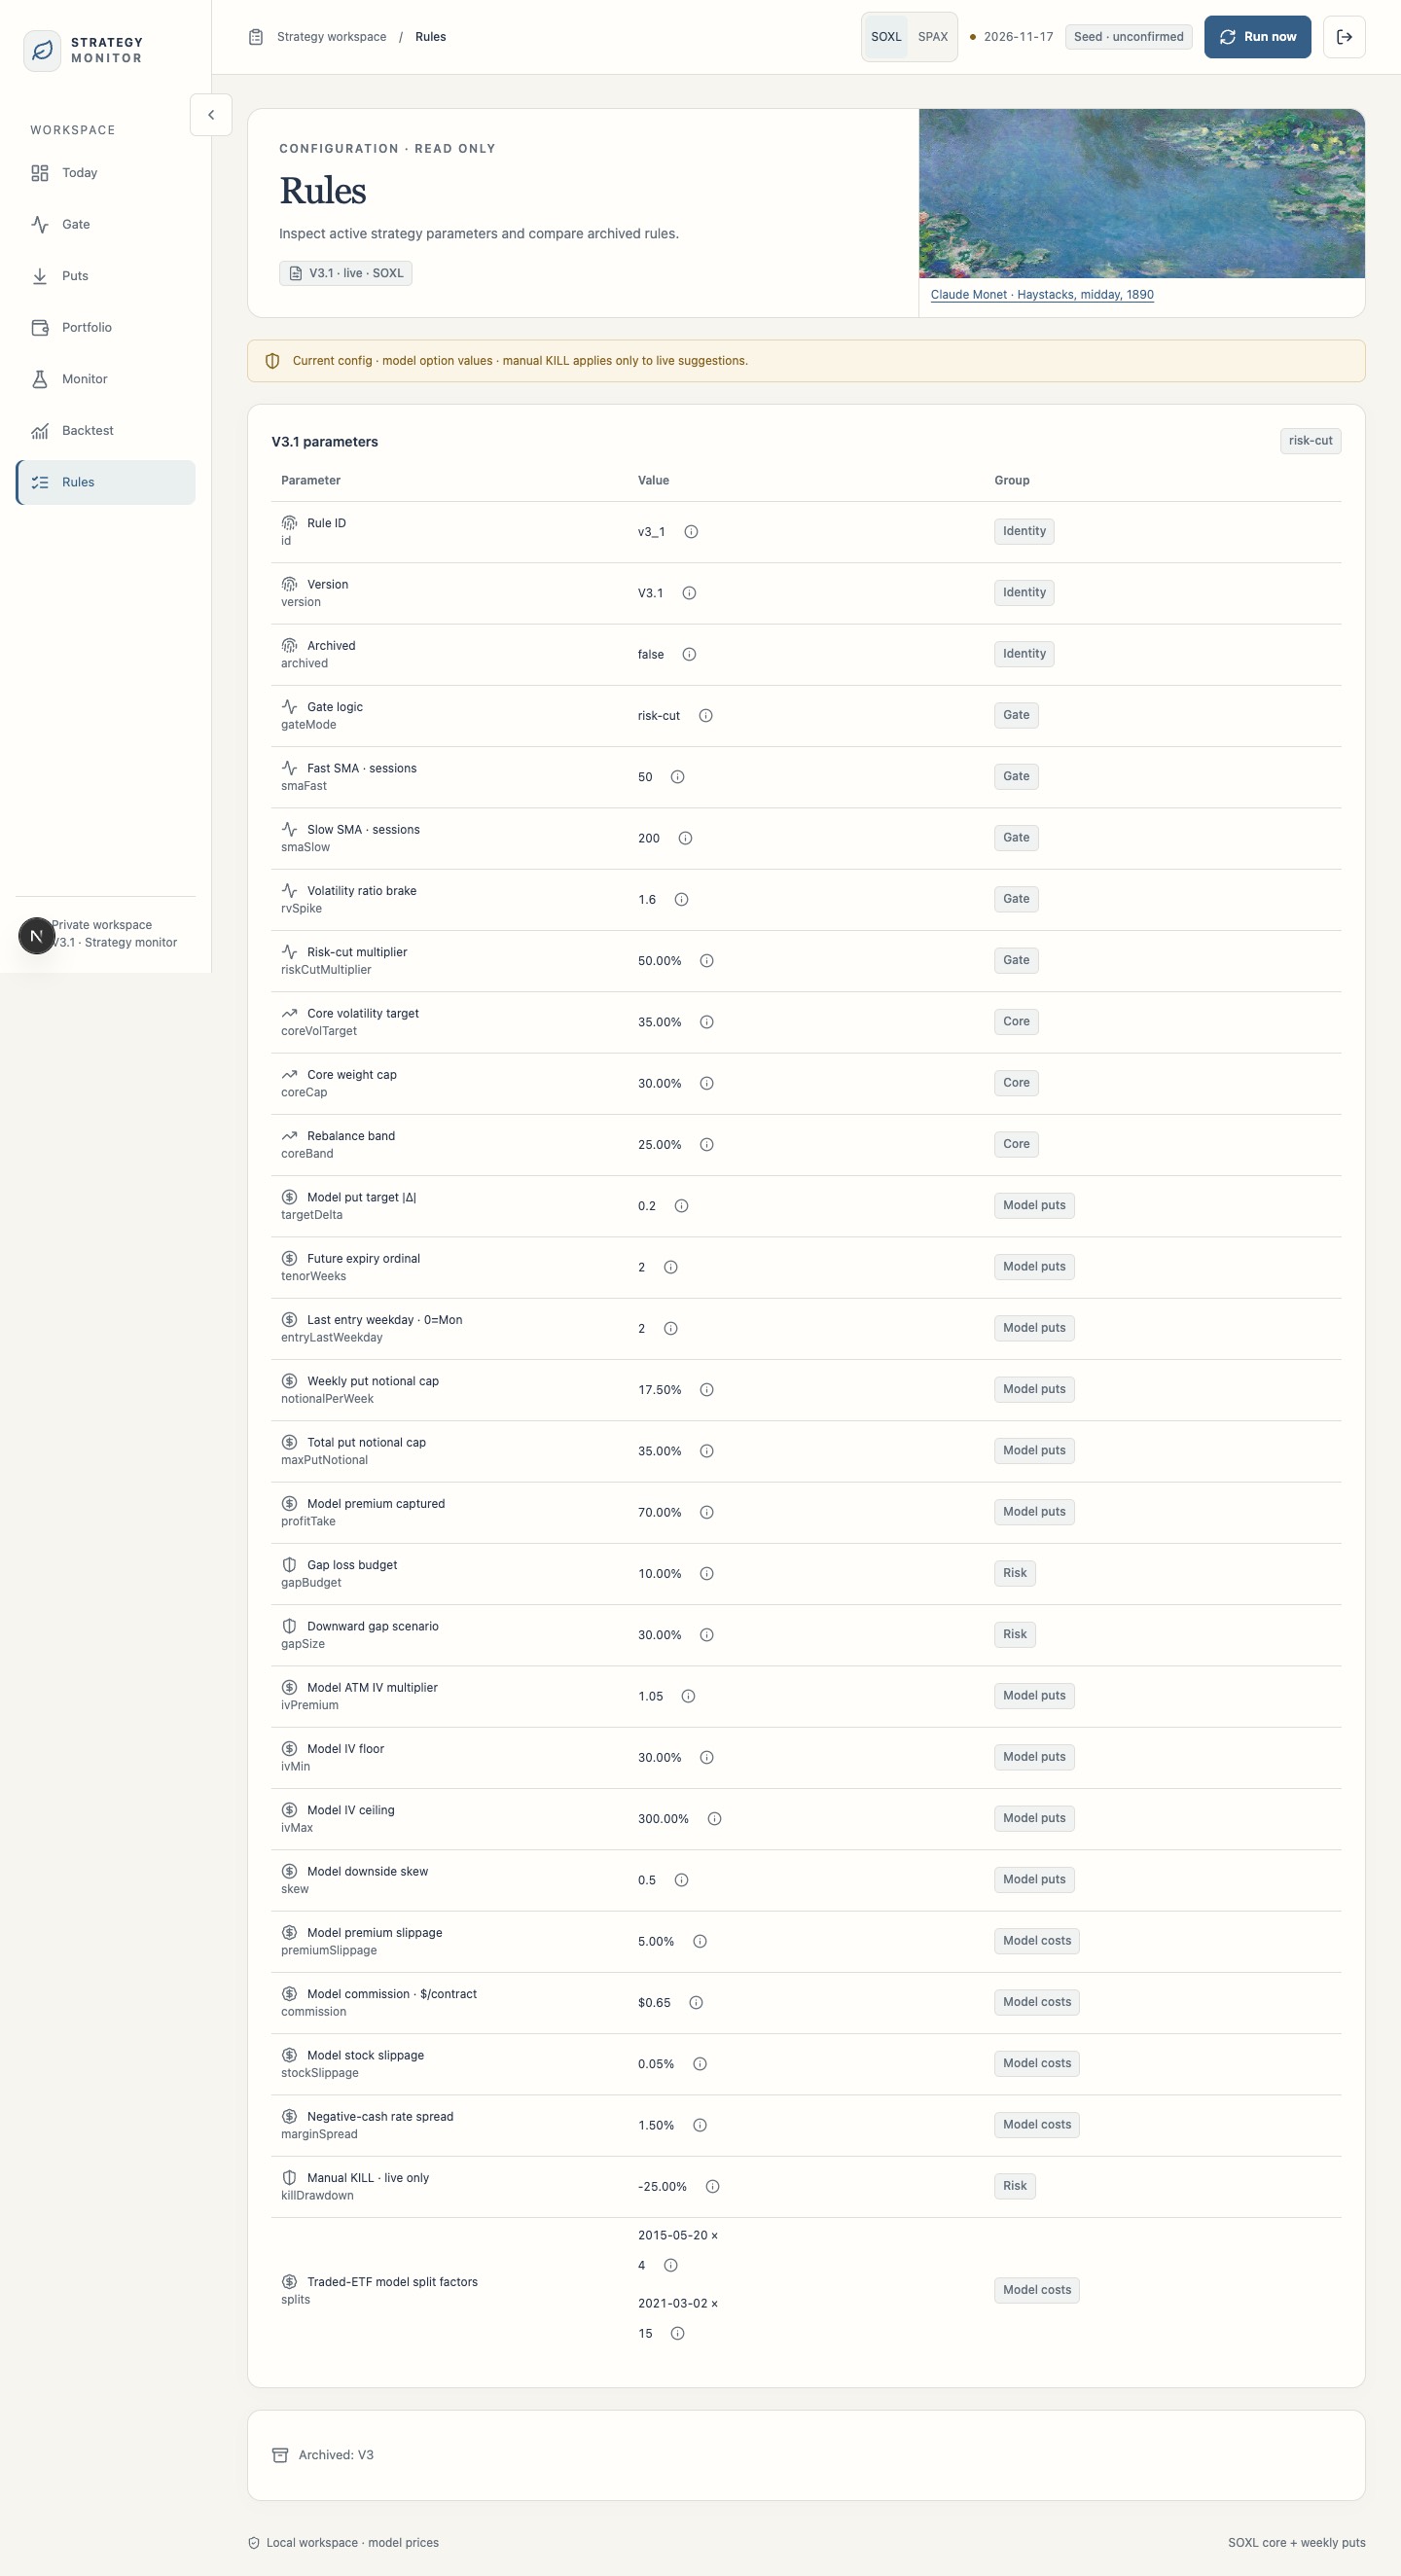 STRATEGY
MONITOR
Strategy workspace / Rules
SOXL SPAX
2026-11-17
Seed · unconfirmed
Run now
WORKSPACE
Today
Gate
Puts
Portfolio
Monitor
Backtest
Rules
Private workspace
V3.1 · Strategy monitor
N
CONFIGURATION · READ ONLY
Rules
Inspect active strategy parameters and compare archived rules.
V3.1 · live · SOXL
Claude Monet · Haystacks, midday, 1890
Current config · model option values · manual KILL applies only to live suggestions.
V3.1 parameters
risk-cut
Parameter Value Group
Rule ID
id
v3_1
Identity
Version
version
V3.1
Identity
Archived
archived
false
Identity
Gate logic
gateMode
risk-cut
Gate
Fast SMA · sessions
smaFast
50
Gate
Slow SMA · sessions
smaSlow
200
Gate
Volatility ratio brake
rvSpike
1.6
Gate
Risk-cut multiplier
riskCutMultiplier
50.00%
Gate
Core volatility target
coreVolTarget
35.00%
Core
Core weight cap
coreCap
30.00%
Core
Rebalance band
coreBand
25.00%
Core
Model put target |Δ|
targetDelta
0.2
Model puts
Future expiry ordinal
tenorWeeks
2
Model puts
Last entry weekday · 0=Mon
entryLastWeekday
2
Model puts
Weekly put notional cap
notionalPerWeek
17.50%
Model puts
Total put notional cap
maxPutNotional
35.00%
Model puts
Model premium captured
profitTake
70.00%
Model puts
Gap loss budget
gapBudget
10.00%
Risk
Downward gap scenario
gapSize
30.00%
Risk
Model ATM IV multiplier
ivPremium
1.05
Model puts
Model IV floor
ivMin
30.00%
Model puts
Model IV ceiling
ivMax
300.00%
Model puts
Model downside skew
skew
0.5
Model puts
Model premium slippage
premiumSlippage
5.00%
Model costs
Model commission · $/contract
commission
$0.65
Model costs
Model stock slippage
stockSlippage
0.05%
Model costs
Negative-cash rate spread
marginSpread
1.50%
Model costs
Manual KILL · live only
killDrawdown
-25.00%
Risk
Traded-ETF model split factors
splits
2015-05-20 ×
4
2021-03-02 ×
15
Model costs
Archived: V3
Local workspace · model prices
SOXL core + weekly puts